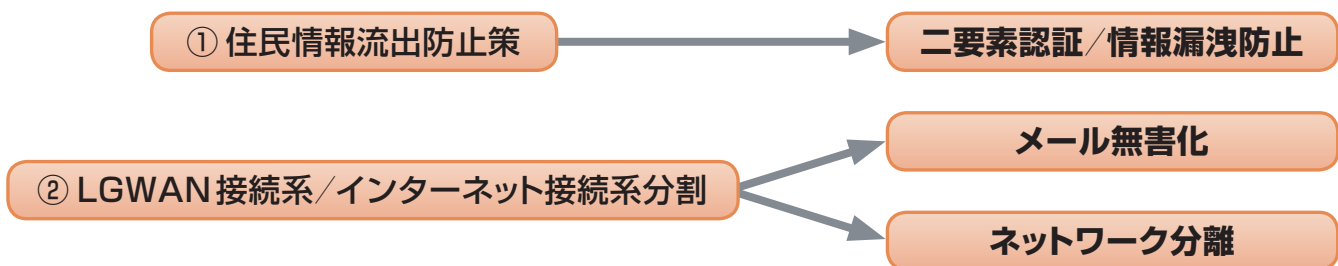 ① 住民情報流出防止策
二要素認証/情報漏洩防止
メール無害化
② LGWAN接続系/インターネット接続系分割
ネットワーク分離